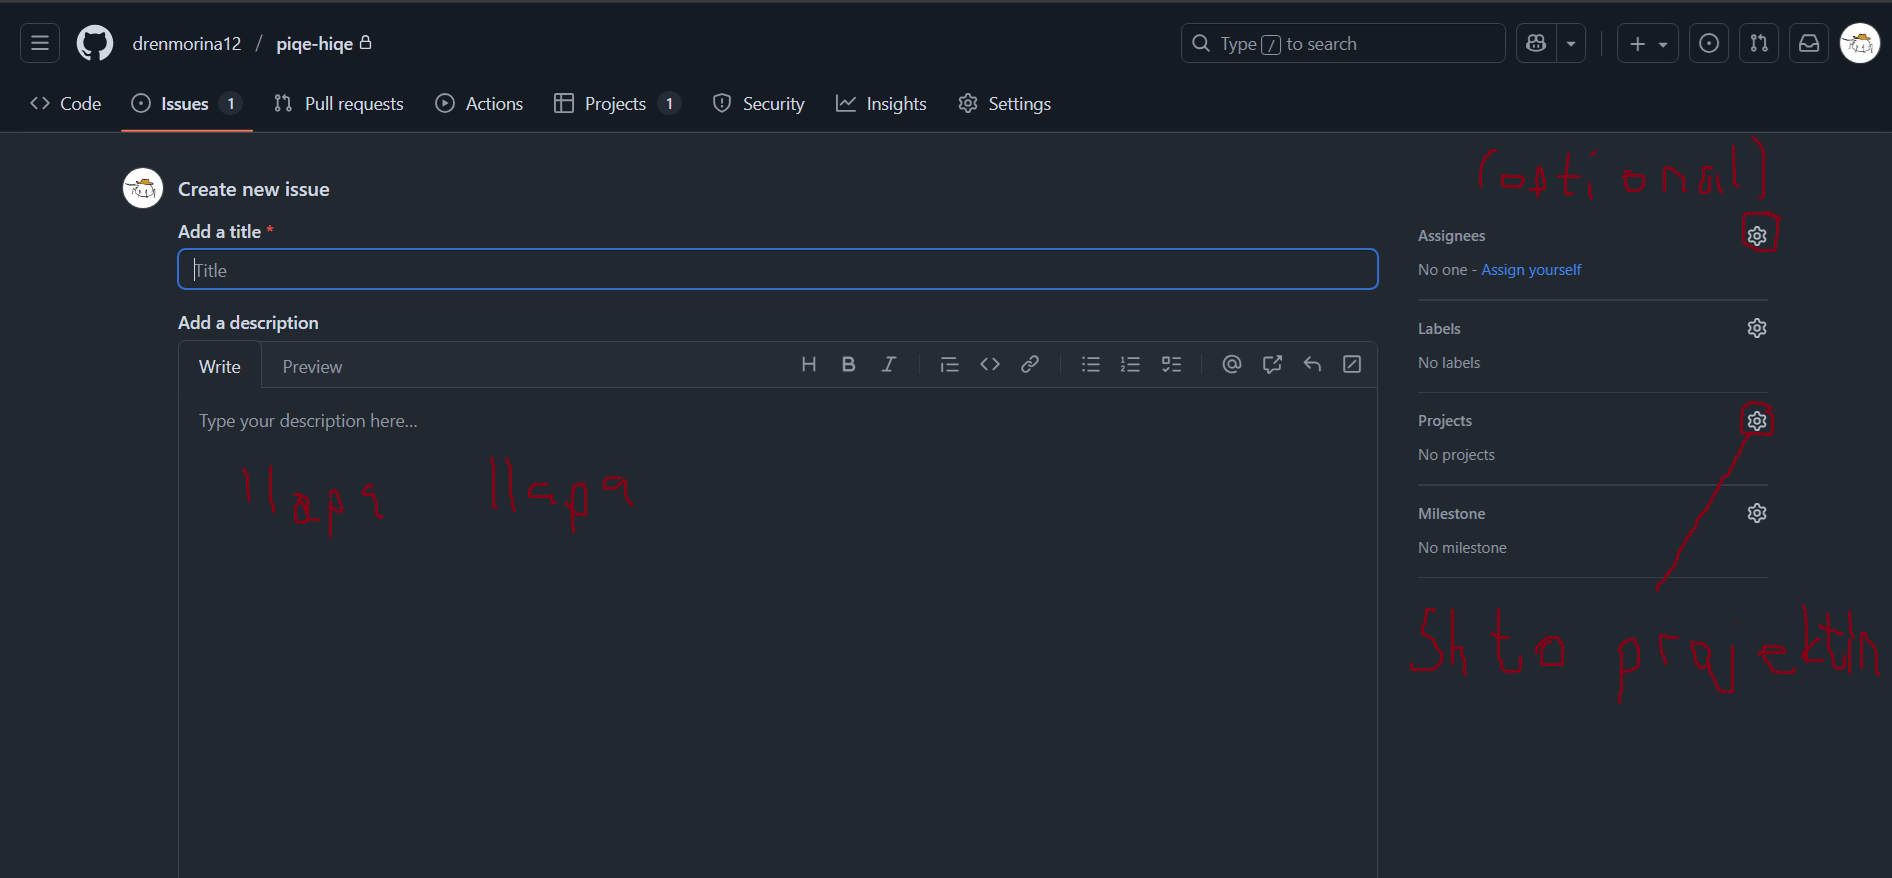 drenmorina12 / piqe-hiqe
Type / to search
Code
Issues 1
Pull requests
Actions
Projects 1
Security
Insights
Settings
(optional)
Create new issue
Add a title *
Title
Add a description
Write
Preview
H B I
Type your description here...
llapa llapa
Assignees
No one - Assign yourself
Labels
No labels
Projects
No projects
Milestone
No milestone
Shto projektin